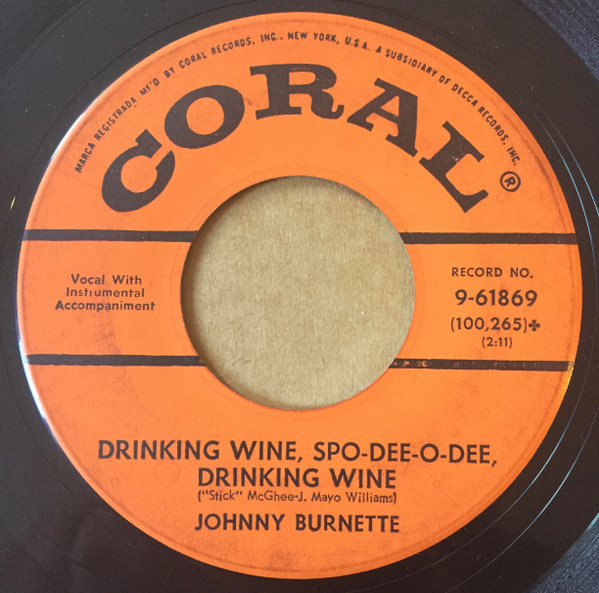 MARCA REGISTRADA MF'D BY CORAL RECORDS, INC., NEW YORK, U.S.A. A SUBSIDIARY OF DECCA RECORDS, INC.
CORAL®
Vocal With
Instrumental
Accompaniment
RECORD NO.
9-61869
(100,265)✤
(2:11)
DRINKING WINE, SPO-DEE-O-DEE,
DRINKING WINE
("Stick" McGhee-J. Mayo Williams)
JOHNNY BURNETTE